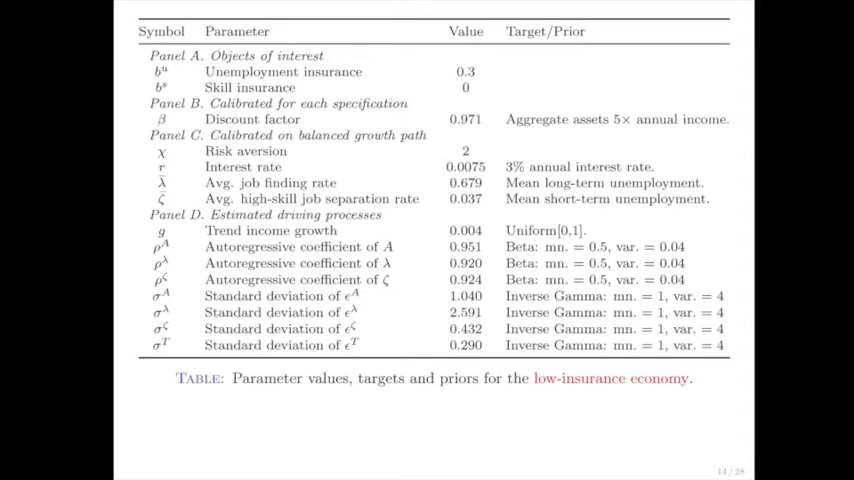 Symbol Parameter Value Target/Prior
Panel A. Objects of interest
b^u Unemployment insurance 0.3
b^s Skill insurance 0
Panel B. Calibrated for each specification
β Discount factor 0.971 Aggregate assets 5× annual income.
Panel C. Calibrated on balanced growth path
χ Risk aversion 2
r Interest rate 0.0075 3% annual interest rate.
λ̄ Avg. job finding rate 0.679 Mean long-term unemployment.
ζ̄ Avg. high-skill job separation rate 0.037 Mean short-term unemployment.
Panel D. Estimated driving processes
g Trend income growth 0.004 Uniform[0,1].
ρ^A Autoregressive coefficient of A 0.951 Beta: mn. = 0.5, var. = 0.04
ρ^λ Autoregressive coefficient of λ 0.920 Beta: mn. = 0.5, var. = 0.04
ρ^ζ Autoregressive coefficient of ζ 0.924 Beta: mn. = 0.5, var. = 0.04
σ^A Standard deviation of ϵ^A 1.040 Inverse Gamma: mn. = 1, var. = 4
σ^λ Standard deviation of ϵ^λ 2.591 Inverse Gamma: mn. = 1, var. = 4
σ^ζ Standard deviation of ϵ^ζ 0.432 Inverse Gamma: mn. = 1, var. = 4
σ^T Standard deviation of ϵ^T 0.290 Inverse Gamma: mn. = 1, var. = 4
TABLE: Parameter values, targets and priors for the low-insurance economy.
14 / 28